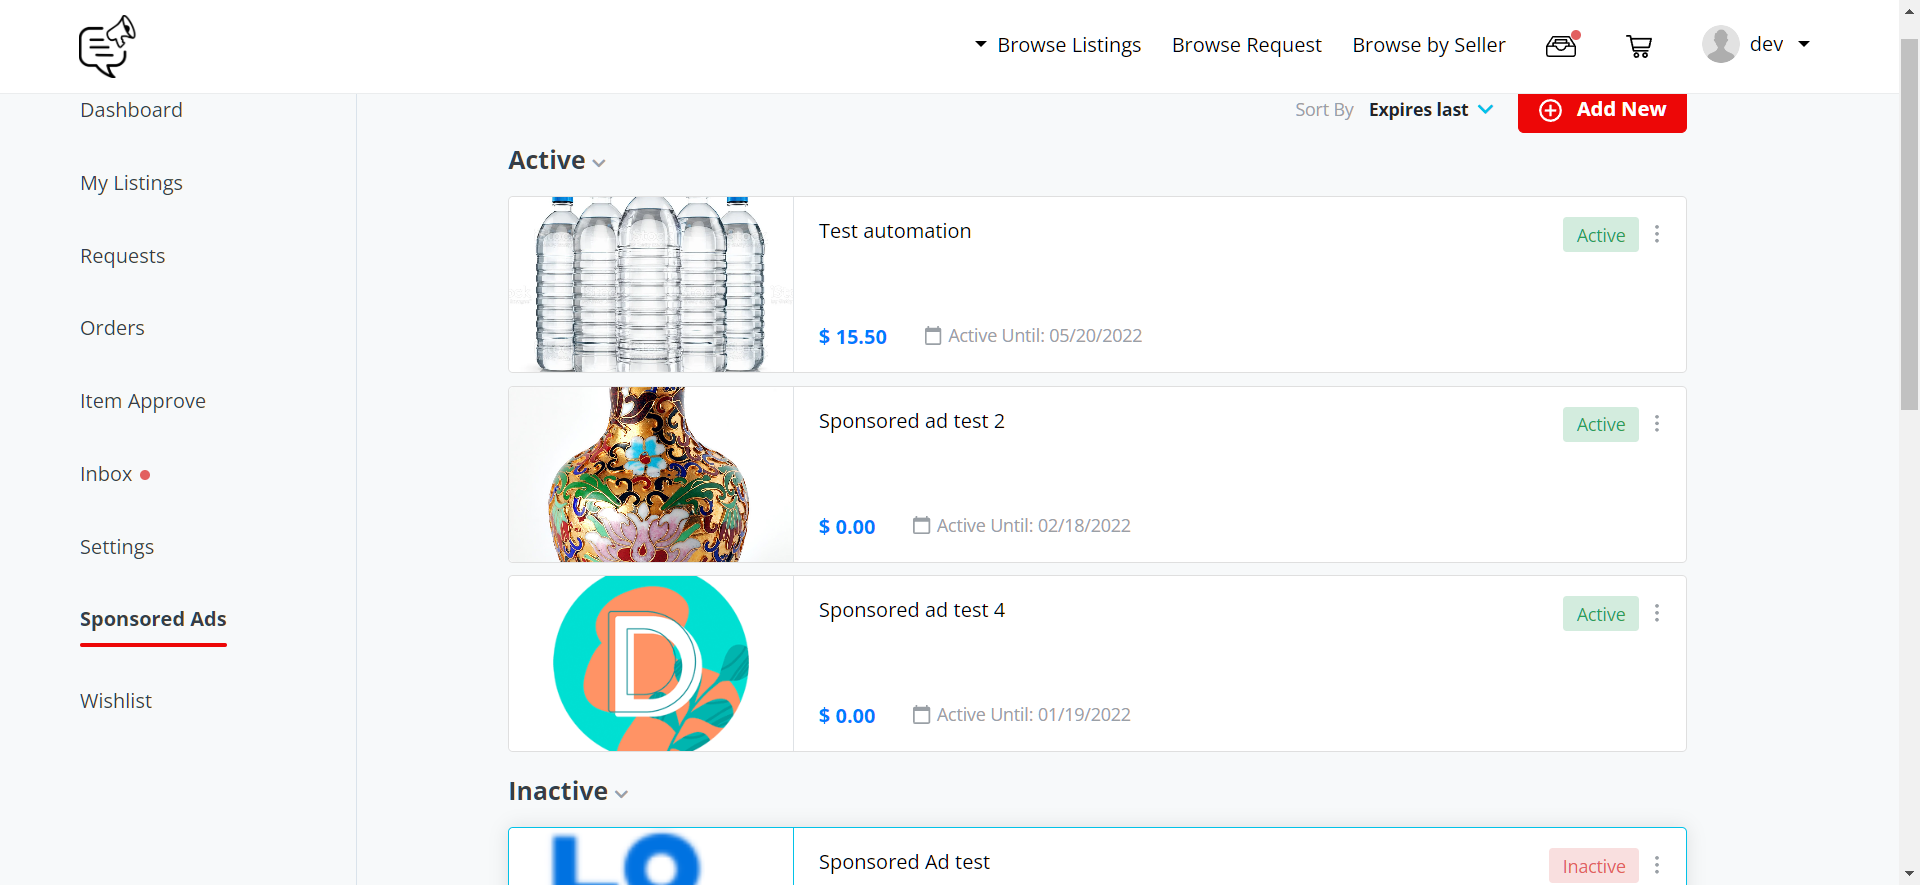 Browse Listings Browse Request Browse by Seller dev
Dashboard
My Listings
Requests
Orders
Item Approve
Inbox
Settings
Sponsored Ads
Wishlist
Sort By Expires last Add New
Active
Test automation Active
$ 15.50 Active Until: 05/20/2022
Sponsored ad test 2 Active
$ 0.00 Active Until: 02/18/2022
D
Sponsored ad test 4 Active
$ 0.00 Active Until: 01/19/2022
Inactive
Sponsored Ad test Inactive